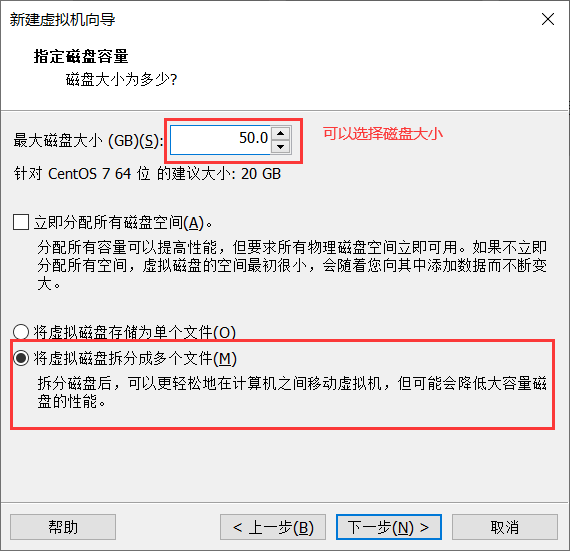 新建虚拟机向导
指定磁盘容量
磁盘大小为多少?
最大磁盘大小 (GB)(S): 50.0 可以选择磁盘大小
针对 CentOS 7 64 位 的建议大小: 20 GB
立即分配所有磁盘空间(A)。
分配所有容量可以提高性能，但要求所有物理磁盘空间立即可用。如果不立即
分配所有空间，虚拟磁盘的空间最初很小，会随着您向其中添加数据而不断变
大。
将虚拟磁盘存储为单个文件(O)
将虚拟磁盘拆分成多个文件(M)
拆分磁盘后，可以更轻松地在计算机之间移动虚拟机，但可能会降低大容量磁
盘的性能。
帮助 < 上一步(B) 下一步(N) > 取消